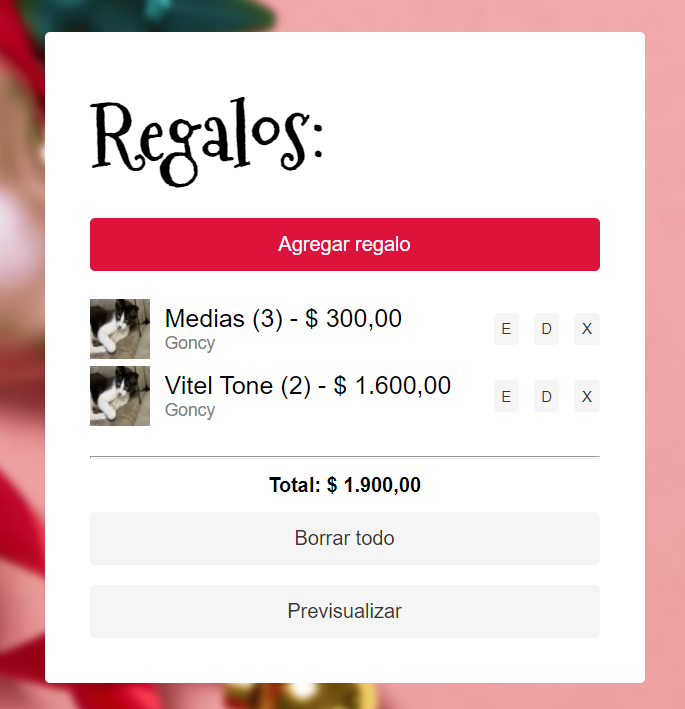 Regalos:
Agregar regalo
Medias (3) - $ 300,00
Goncy
E D X
Vitel Tone (2) - $ 1.600,00
Goncy
E D X
Total: $ 1.900,00
Borrar todo
Previsualizar